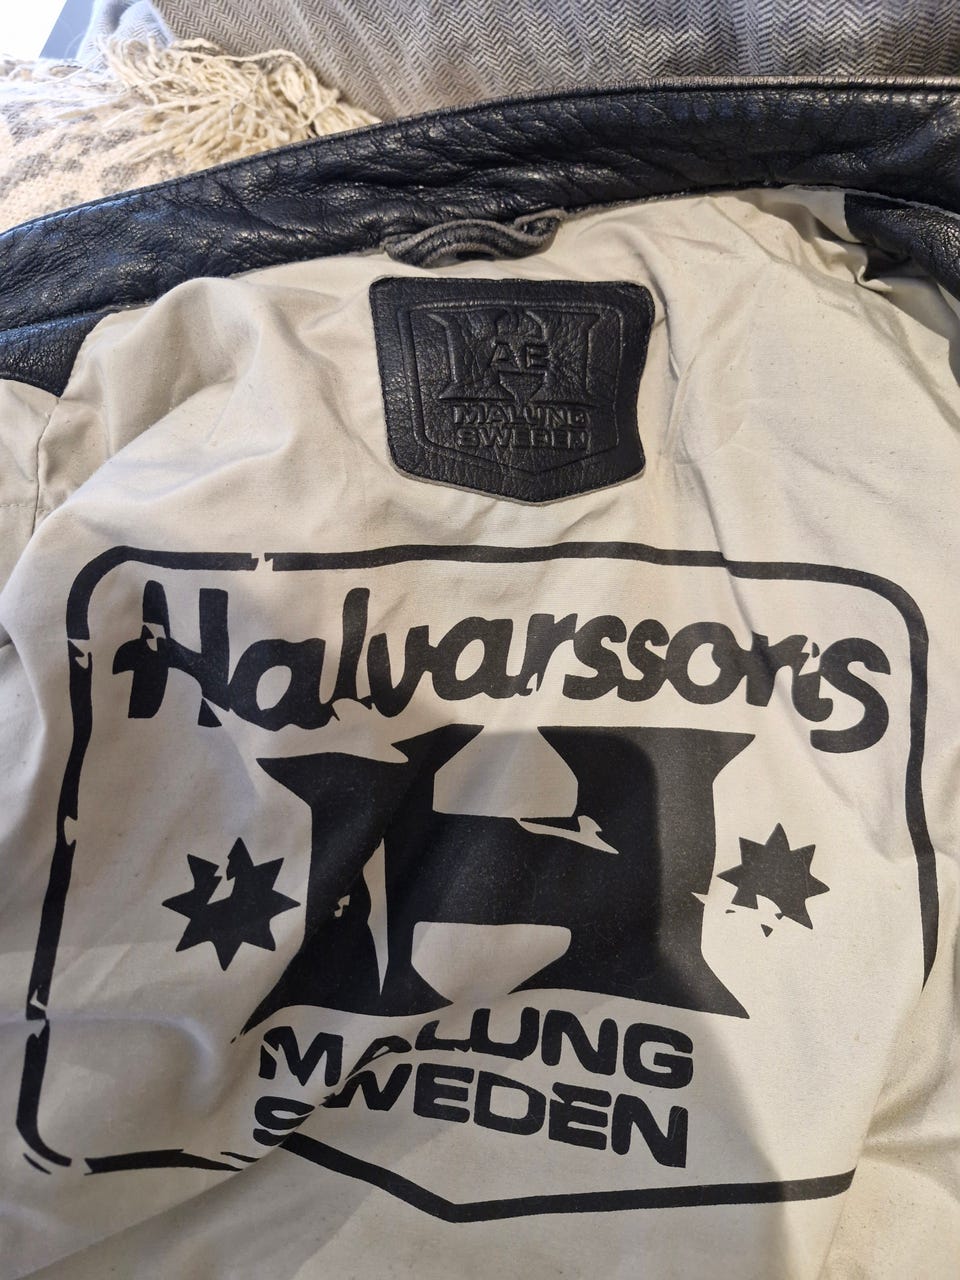 AE
MALUNG
SWEDEN
Halvarssons
H
MALUNG
SWEDEN